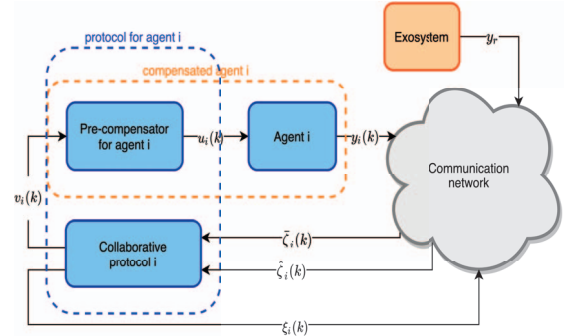 protocol for agent i
Exosystem
y_r
compensated agent i
Pre-compensator
for agent i
u_i(k)
Agent i
y_i(k)
Communication
network
v_i(k)
Collaborative
protocol i
ζ̄_i(k)
ζ̂_i(k)
ξ_i(k)